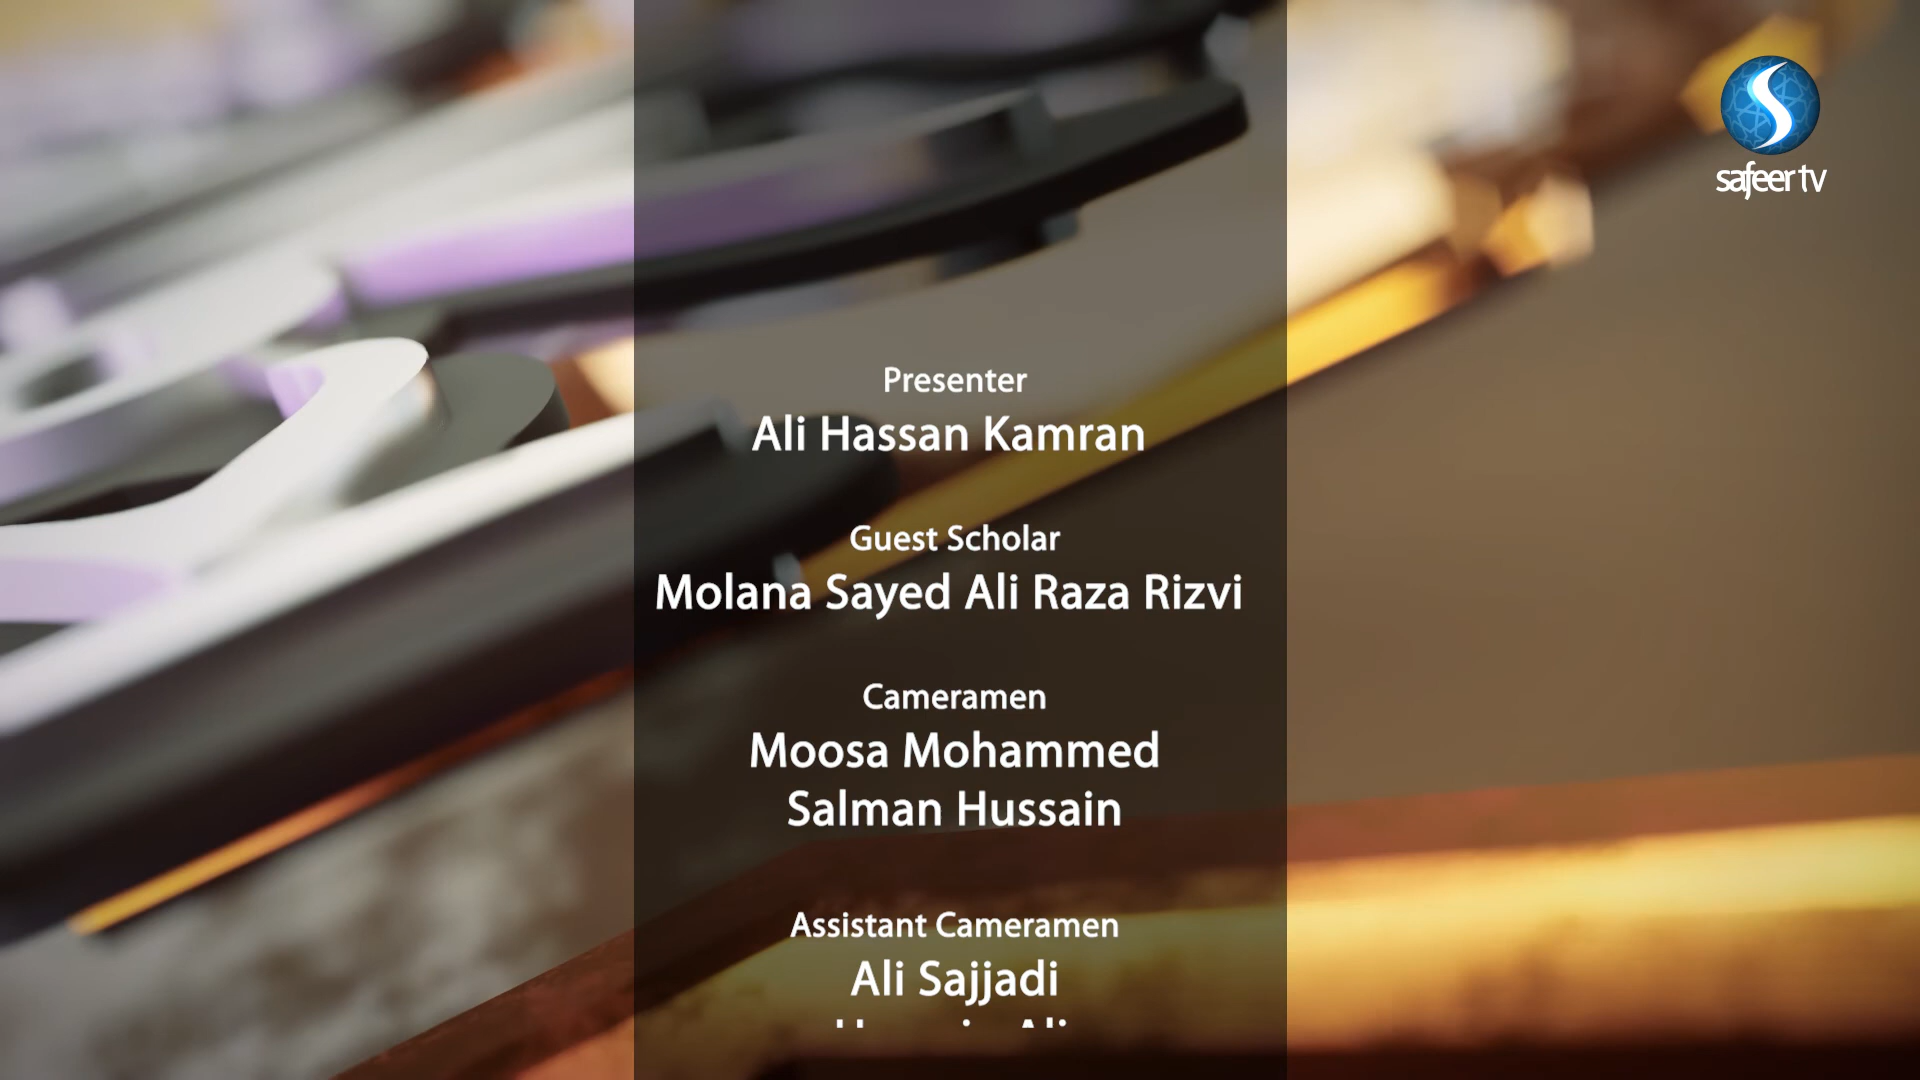 safeer tv
Presenter
Ali Hassan Kamran
Guest Scholar
Molana Sayed Ali Raza Rizvi
Cameramen
Moosa Mohammed
Salman Hussain
Assistant Cameramen
Ali Sajjadi